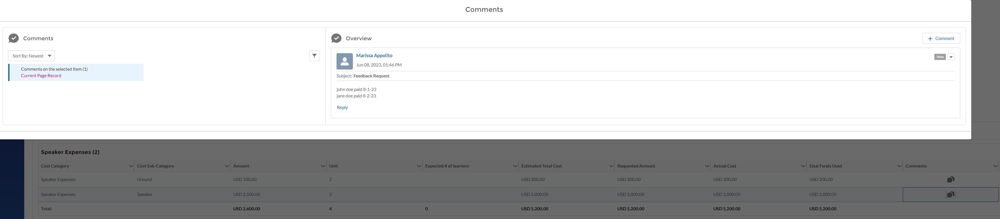 Comments
Comments
Sort By: Newest
Comments on the selected Item (1)
Current Page Record
Overview
Comment
Marissa Appolito
Jun 08, 2023, 01:46 PM
New
Subject: Feedback Request
john doe paid 8-1-23
jane doe paid 8-2-23
Reply
Speaker Expenses (2)
Cost Category Cost Sub-Category Amount Unit Expected # of learners Estimated Total Cost Requested Amount Actual Cost Eisai Funds Used Comments
Speaker Expenses Ground USD 100.00 2 USD 200.00 USD 200.00 USD 200.00 USD 200.00
Speaker Expenses Speaker USD 2,500.00 2 USD 5,000.00 USD 5,000.00 USD 5,000.00 USD 5,000.00
Total: USD 2,600.00 4 0 USD 5,200.00 USD 5,200.00 USD 5,200.00 USD 5,200.00